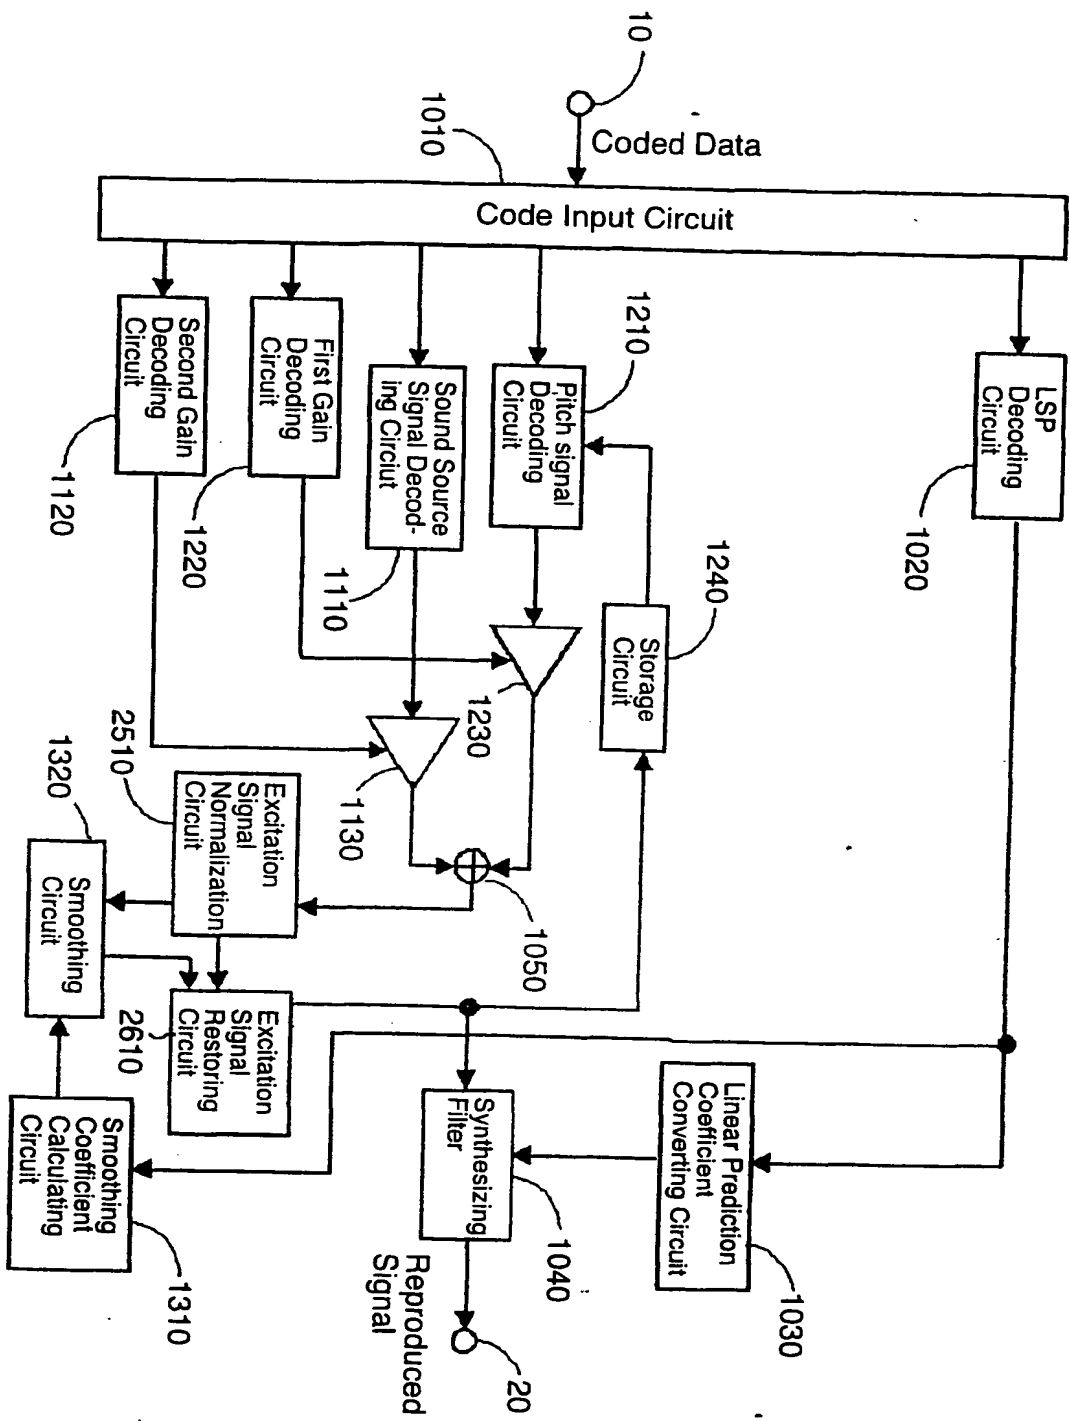 10
Coded Data
1010
Code Input Circuit
LSP
Decoding
Circuit
1020
1210
Pitch signal
Decoding
Circuit
1240
Storage
Circuit
Sound Source
Signal Decod-
ing Circiut
1110
First Gain
Decoding
Circuit
1220
Second Gain
Decoding
Circuit
1120
1230
1130
1050
2510
Excitation
Signal
Normalization
Circuit
1320
Smoothing
Circuit
Excitation
Signal
Restoring
Circuit
2610
Smoothing
Coefficient
Calculating
Circuit
1310
Linear Prediction
Coefficient
Converting Circuit
1030
Synthesizing
Filter
1040
Reproduced
Signal
20